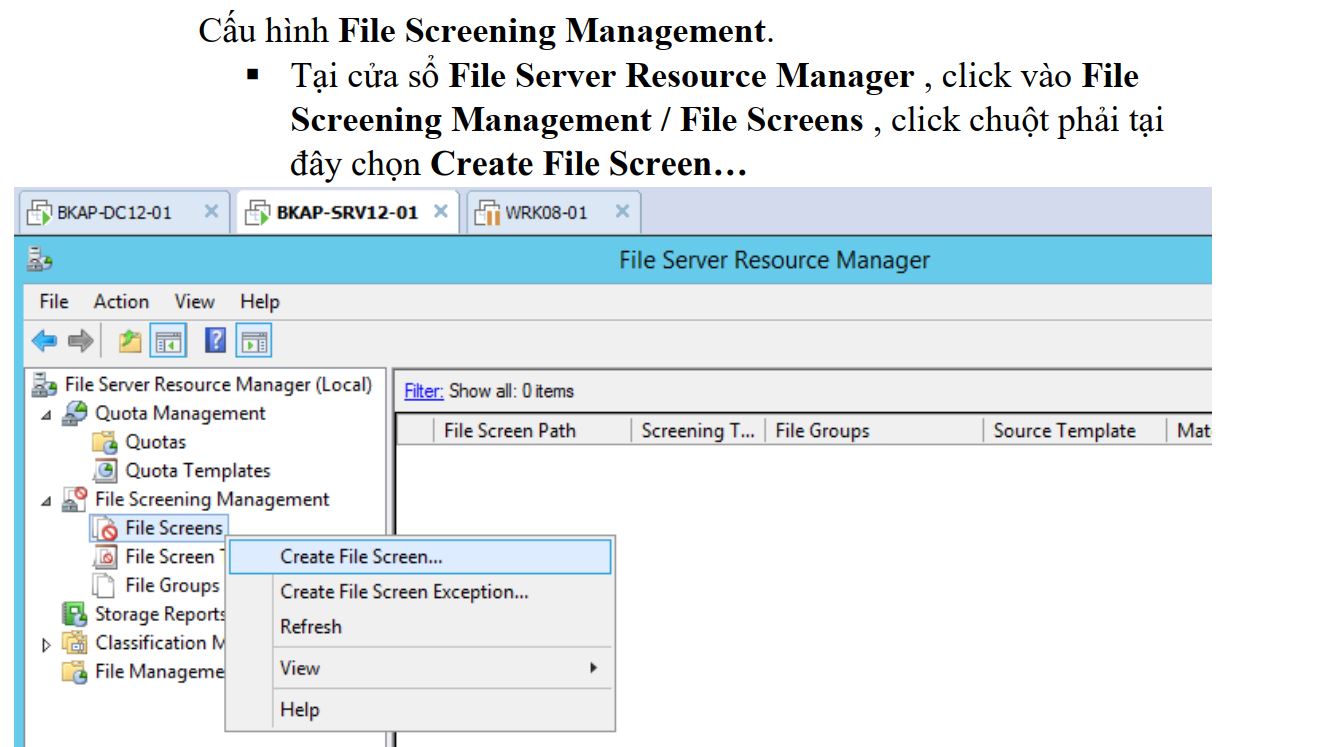 Cấu hình File Screening Management.
▪ Tại cửa sổ File Server Resource Manager , click vào File
Screening Management / File Screens , click chuột phải tại
đây chọn Create File Screen…
BKAP-DC12-01
BKAP-SRV12-01
WRK08-01
File Server Resource Manager
File Action View Help
File Server Resource Manager (Local)
Quota Management
Quotas
Quota Templates
File Screening Management
File Screens
File Screen T
File Groups
Storage Reports
Classification M
File Manageme
Filter: Show all: 0 items
File Screen Path Screening T... File Groups Source Template Mat
Create File Screen...
Create File Screen Exception...
Refresh
View
Help